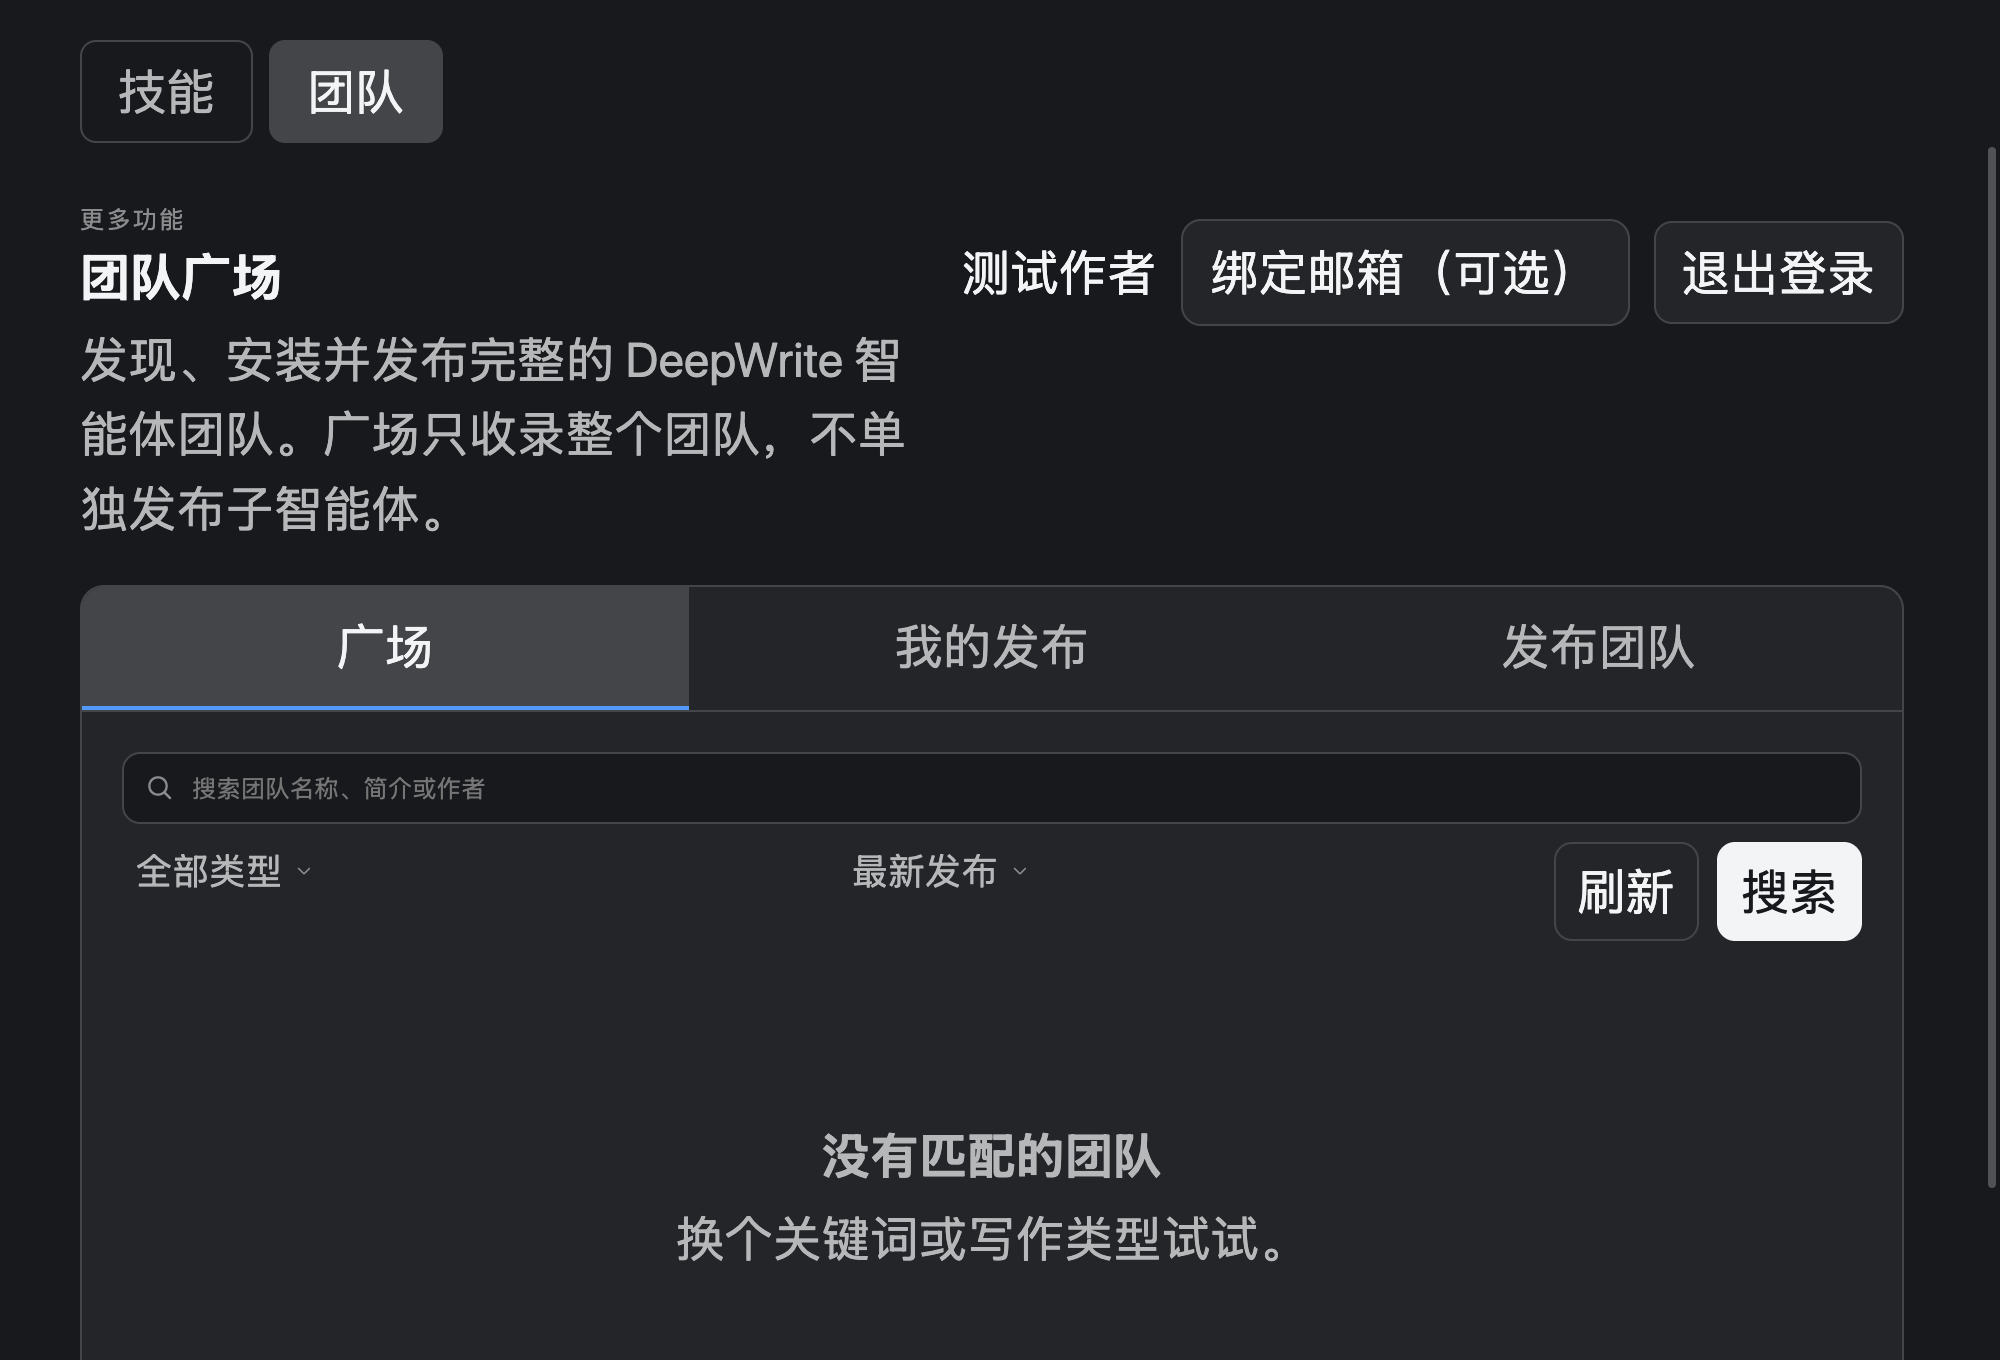 技能
团队
更多功能
团队广场
测试作者
绑定邮箱（可选）
退出登录
发现、安装并发布完整的 DeepWrite 智
能体团队。广场只收录整个团队，不单
独发布子智能体。
广场
我的发布
发布团队
搜索团队名称、简介或作者
全部类型
最新发布
刷新
搜索
没有匹配的团队
换个关键词或写作类型试试。